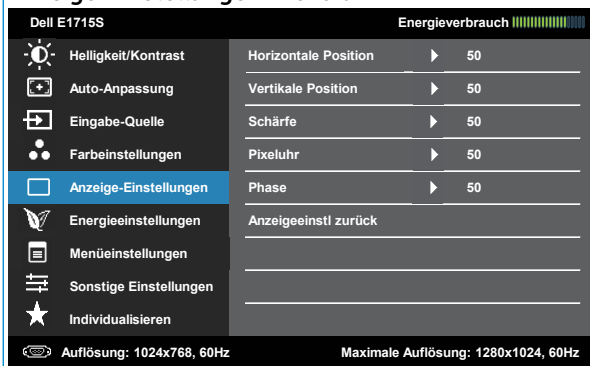 Dell E1715S Energieverbrauch
Helligkeit/Kontrast Horizontale Position 50
Auto-Anpassung Vertikale Position 50
Eingabe-Quelle Schärfe 50
Farbeinstellungen Pixeluhr 50
Anzeige-Einstellungen Phase 50
Energieeinstellungen Anzeigeeinstl zurück
Menüeinstellungen
Sonstige Einstellungen
Individualisieren
Auflösung: 1024x768, 60Hz Maximale Auflösung: 1280x1024, 60Hz